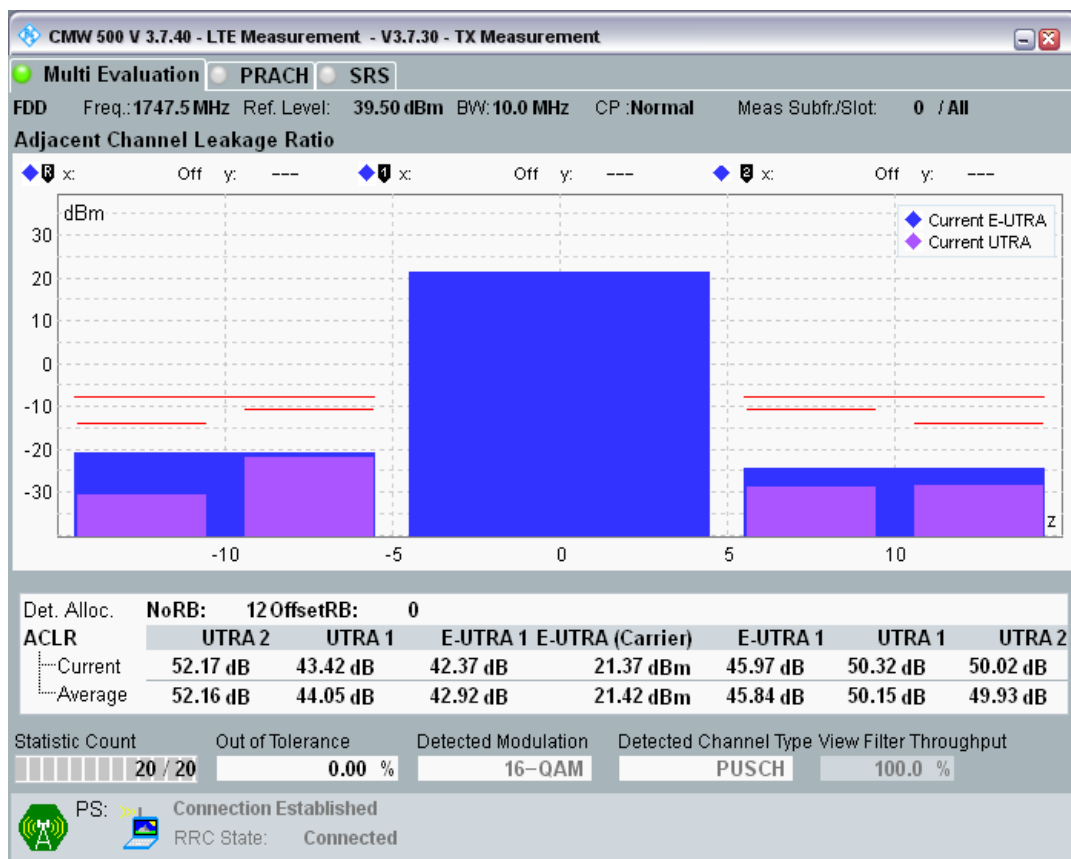 CMW 500 V 3.7.40 - LTE Measurement - V3.7.30 - TX Measurement
Multi Evaluation PRACH SRS
FDD Freq.: 1747.5 MHz Ref. Level: 39.50 dBm BW: 10.0 MHz CP :Normal Meas Subfr./Slot: 0 / All
Adjacent Channel Leakage Ratio
R x: Off y: --- 1 x: Off y: --- 2 x: Off y: ---
dBm
Current E-UTRA
Current UTRA
30
20
10
0
-10
-20
-30
z
-10 -5 0 5 10
Det. Alloc. NoRB: 12 OffsetRB: 0
ACLR UTRA 2 UTRA 1 E-UTRA 1 E-UTRA (Carrier) E-UTRA 1 UTRA 1 UTRA 2
Current 52.17 dB 43.42 dB 42.37 dB 21.37 dBm 45.97 dB 50.32 dB 50.02 dB
Average 52.16 dB 44.05 dB 42.92 dB 21.42 dBm 45.84 dB 50.15 dB 49.93 dB
Statistic Count Out of Tolerance Detected Modulation Detected Channel Type View Filter Throughput
20 / 20 0.00 % 16-QAM PUSCH 100.0 %
PS: Connection Established
RRC State: Connected